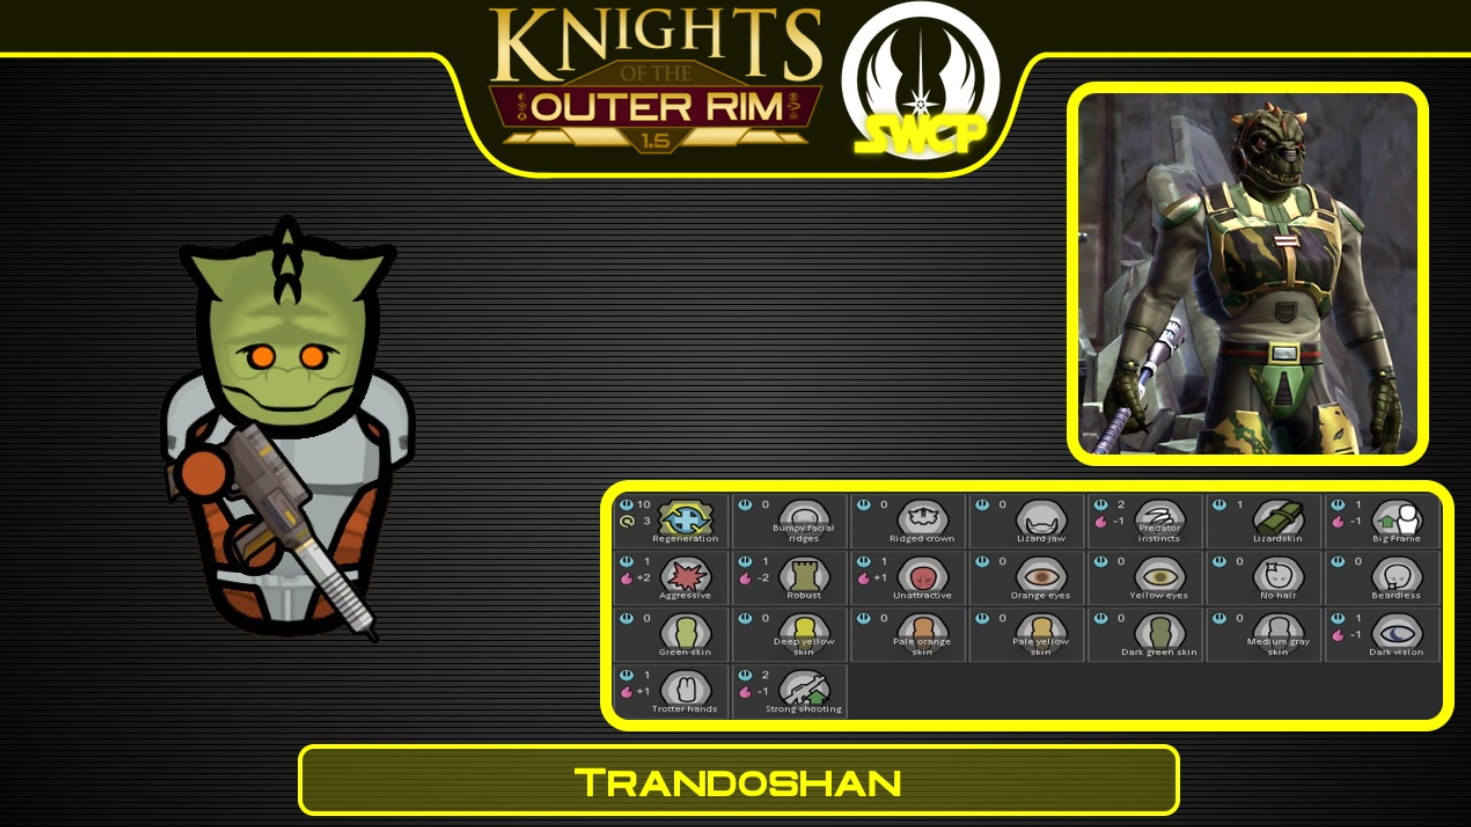 KNIGHTS
OF THE
OUTER RIM
1.5
SWCP
10 0 0 0 2 1 1
3 -1 -1
Regeneration Bumpy facial ridges Ridged crown Lizard jaw Predator instincts Lizardskin Big Frame
1 1 1 0 0 0 0
+2 -2 +1
Aggressive Robust Unattractive Orange eyes Yellow eyes No hair Beardless
0 0 0 0 0 0 1
-1
Green skin Deep yellow skin Pale orange skin Pale yellow skin Dark green skin Medium gray skin Dark vision
1 2
+1 -1
Trotter hands Strong shooting
TRANDOSHAN